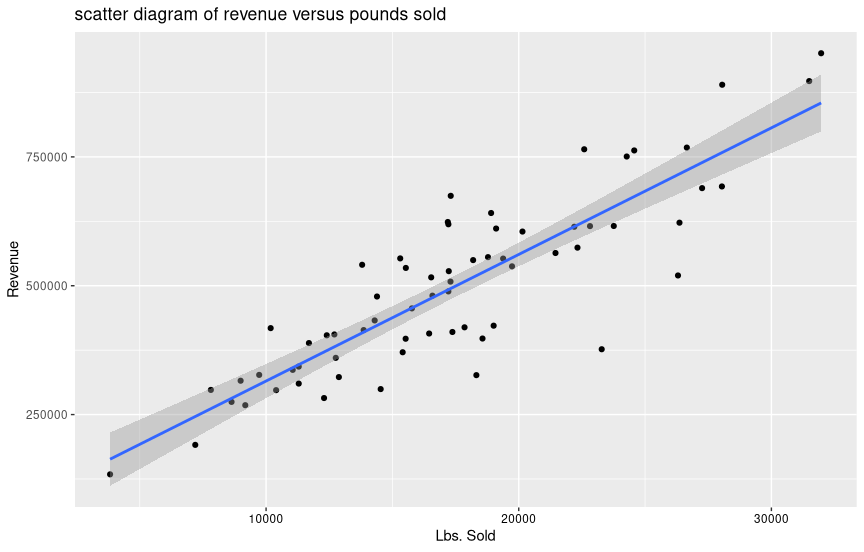 scatter diagram of revenue versus pounds sold
Revenue
750000
500000
250000
10000 20000 30000
Lbs. Sold